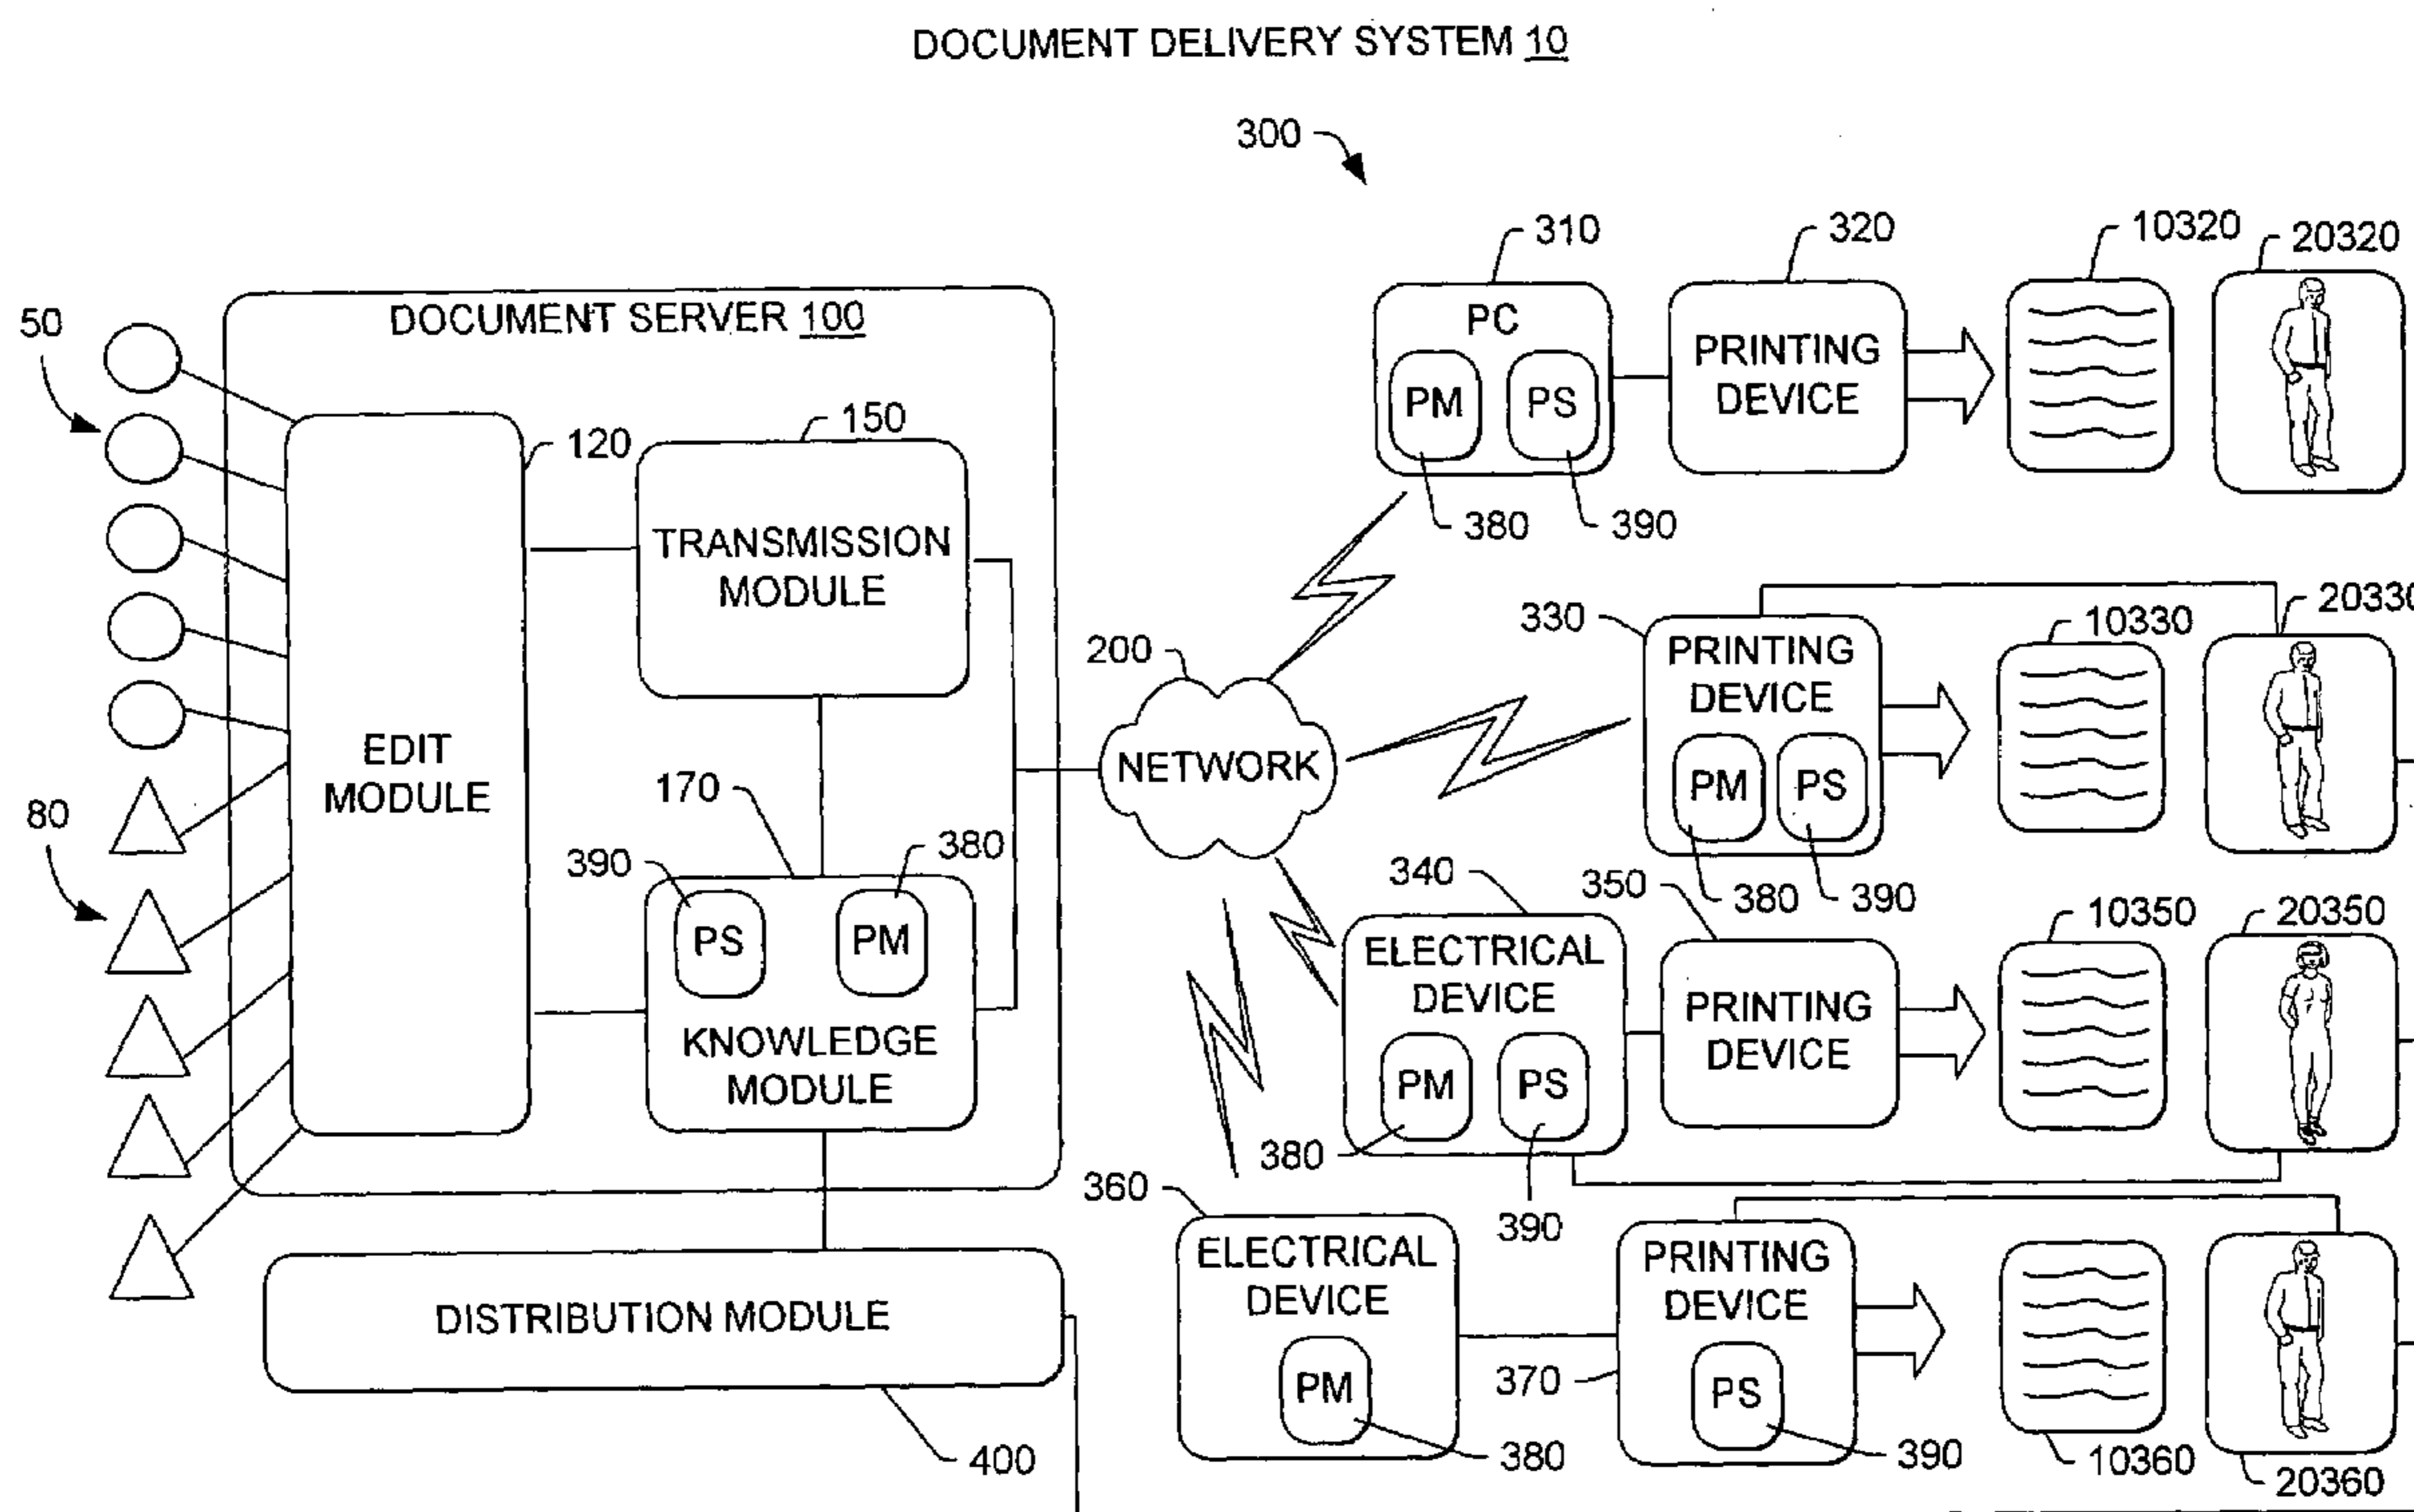 DOCUMENT DELIVERY SYSTEM 10
300
310
320
10320
20320
50
DOCUMENT SERVER 100
PC
PM
PS
PRINTING
DEVICE
380
390
120
150
TRANSMISSION
MODULE
EDIT
MODULE
80
170
390
380
PS
PM
KNOWLEDGE
MODULE
200
NETWORK
330
PRINTING
DEVICE
PM
PS
380
390
10330
20330
340
350
ELECTRICAL
DEVICE
PM
PS
380
390
PRINTING
DEVICE
10350
20350
360
ELECTRICAL
DEVICE
PM
380
PRINTING
DEVICE
370
PS
390
10360
20360
DISTRIBUTION MODULE
400